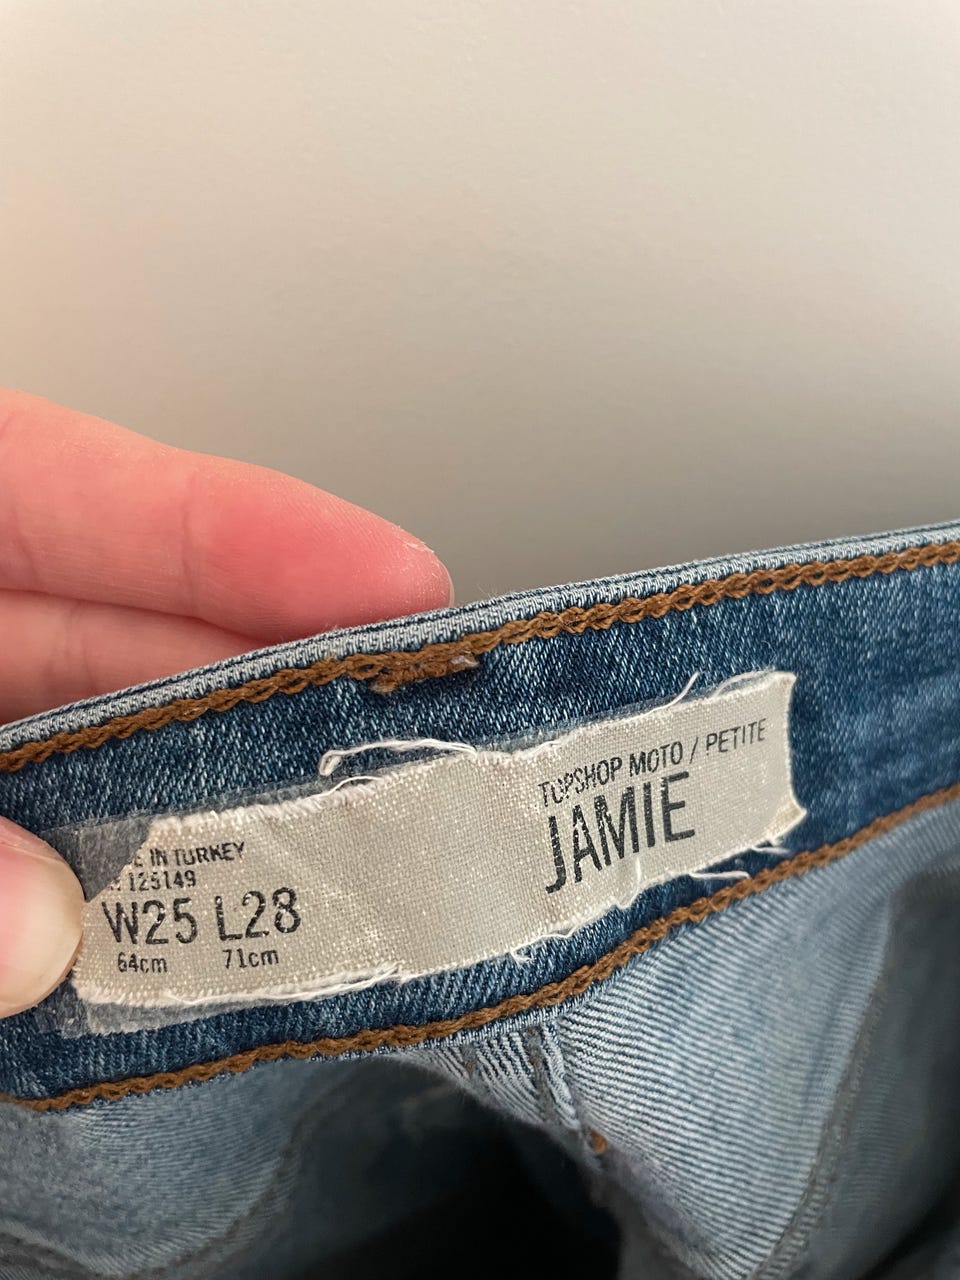 E IN TURKEY
125149
W25 L28
64cm 71cm
TOPSHOP MOTO / PETITE
JAMIE